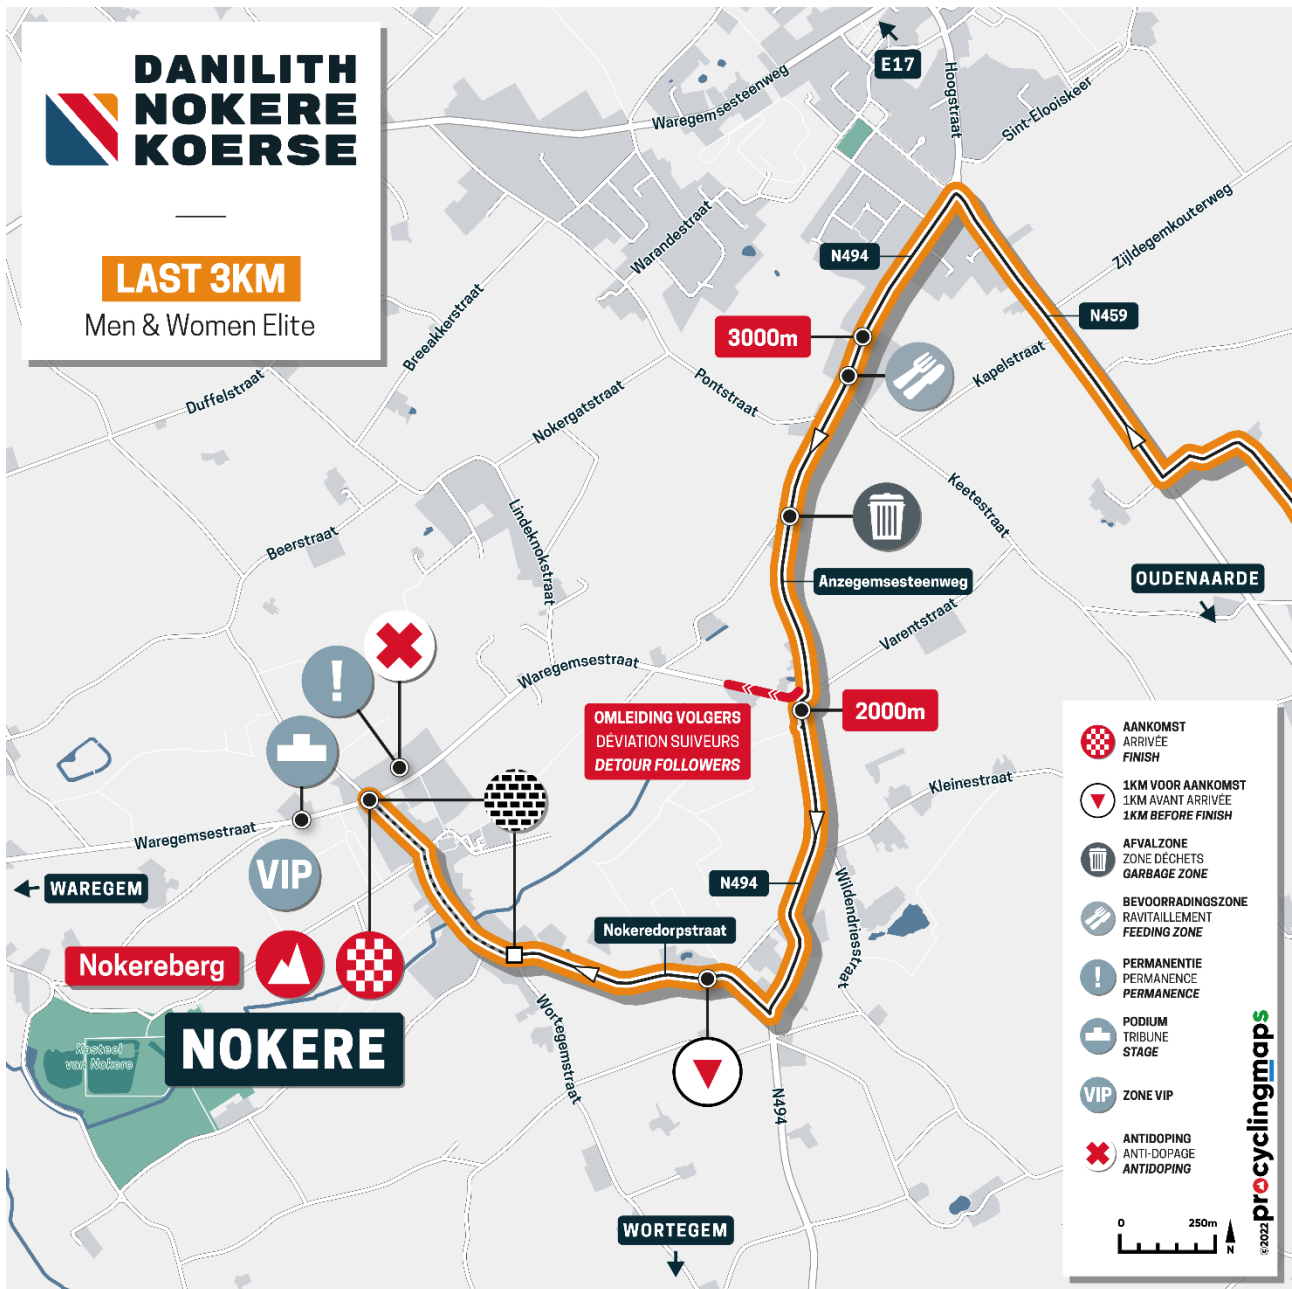 DANILITH
NOKERE
KOERSE
LAST 3KM
Men & Women Elite
E17
Hoogstraat
Waregemsesteenweg
Sint-Elooiskeer
Zijldegemkouterweg
Warandestraat
N494
N459
Breeakkerstraat
3000m
Kapelstraat
Pontstraat
Duffelstraat
Nokergatstraat
Keetestraat
Lindeknokstraat
Beerstraat
Anzegemsesteenweg
OUDENAARDE
Varentstraat
Waregemsestraat
2000m
OMLEIDING VOLGERS
DÉVIATION SUIVEURS
DETOUR FOLLOWERS
Kleinestraat
Waregemsestraat
VIP
WAREGEM
N494
Wildendriesstraat
Nokeredorpstraat
Nokereberg
Wortegemstraat
NOKERE
Kasteel
van Nokere
N494
WORTEGEM
AANKOMST
ARRIVÉE
FINISH
1KM VOOR AANKOMST
1KM AVANT ARRIVÉE
1KM BEFORE FINISH
AFVALZONE
ZONE DÉCHETS
GARBAGE ZONE
BEVOORRADINGSZONE
RAVITAILLEMENT
FEEDING ZONE
!
PERMANENTIE
PERMANENCE
PERMANENCE
PODIUM
TRIBUNE
STAGE
VIP
ZONE VIP
ANTIDOPING
ANTI-DOPAGE
ANTIDOPING
0 250m
N
©2022 procyclingmaps